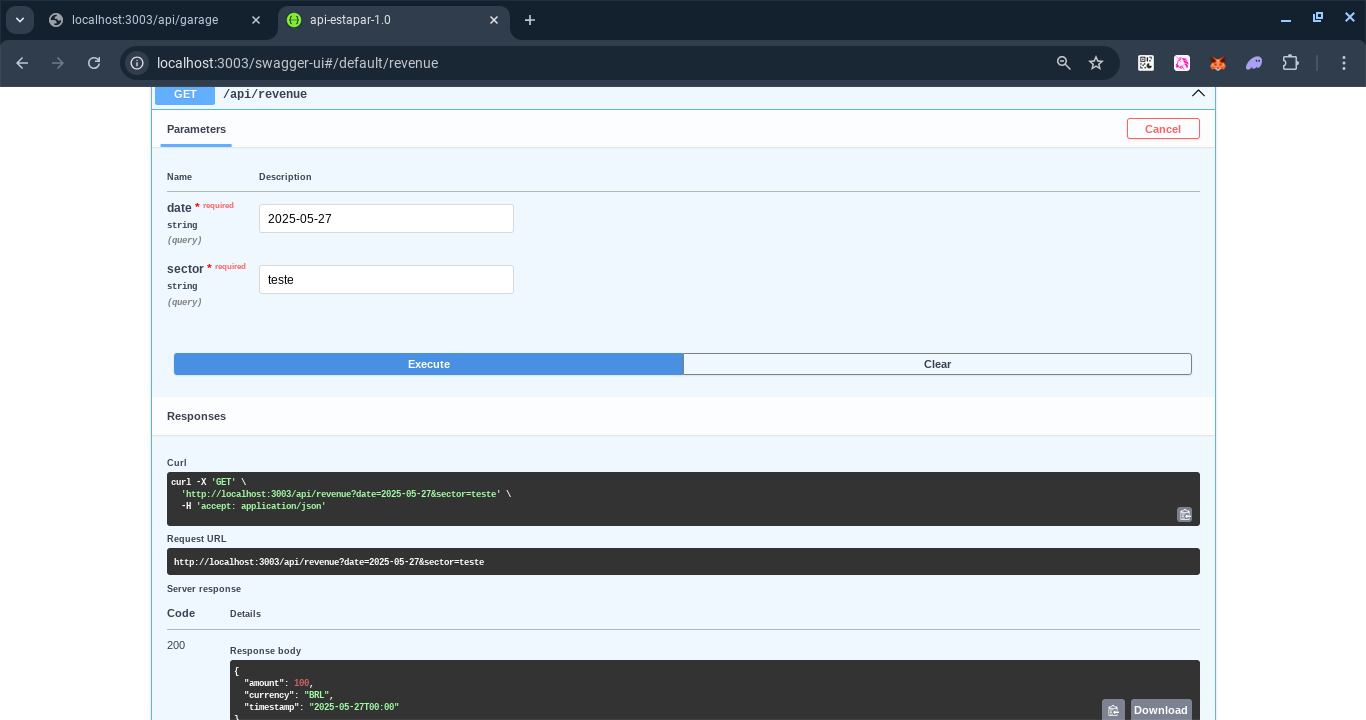 localhost:3003/api/garage
api-estapar-1.0
localhost:3003/swagger-ui#/default/revenue
GET /api/revenue
Parameters
Cancel
Name Description
date * required
string
(query)
2025-05-27
sector * required
string
(query)
teste
Execute
Clear
Responses
Curl
curl -X 'GET' \
'http://localhost:3003/api/revenue?date=2025-05-27&sector=teste' \
-H 'accept: application/json'
Request URL
http://localhost:3003/api/revenue?date=2025-05-27&sector=teste
Server response
Code Details
200
Response body
{
"amount": 100,
"currency": "BRL",
"timestamp": "2025-05-27T00:00"
}
Download